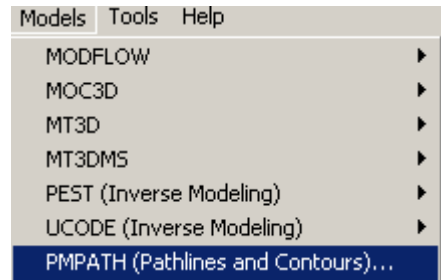 Models Tools Help
MODFLOW
MOC3D
MT3D
MT3DMS
PEST (Inverse Modeling)
UCODE (Inverse Modeling)
PMPATH (Pathlines and Contours)...